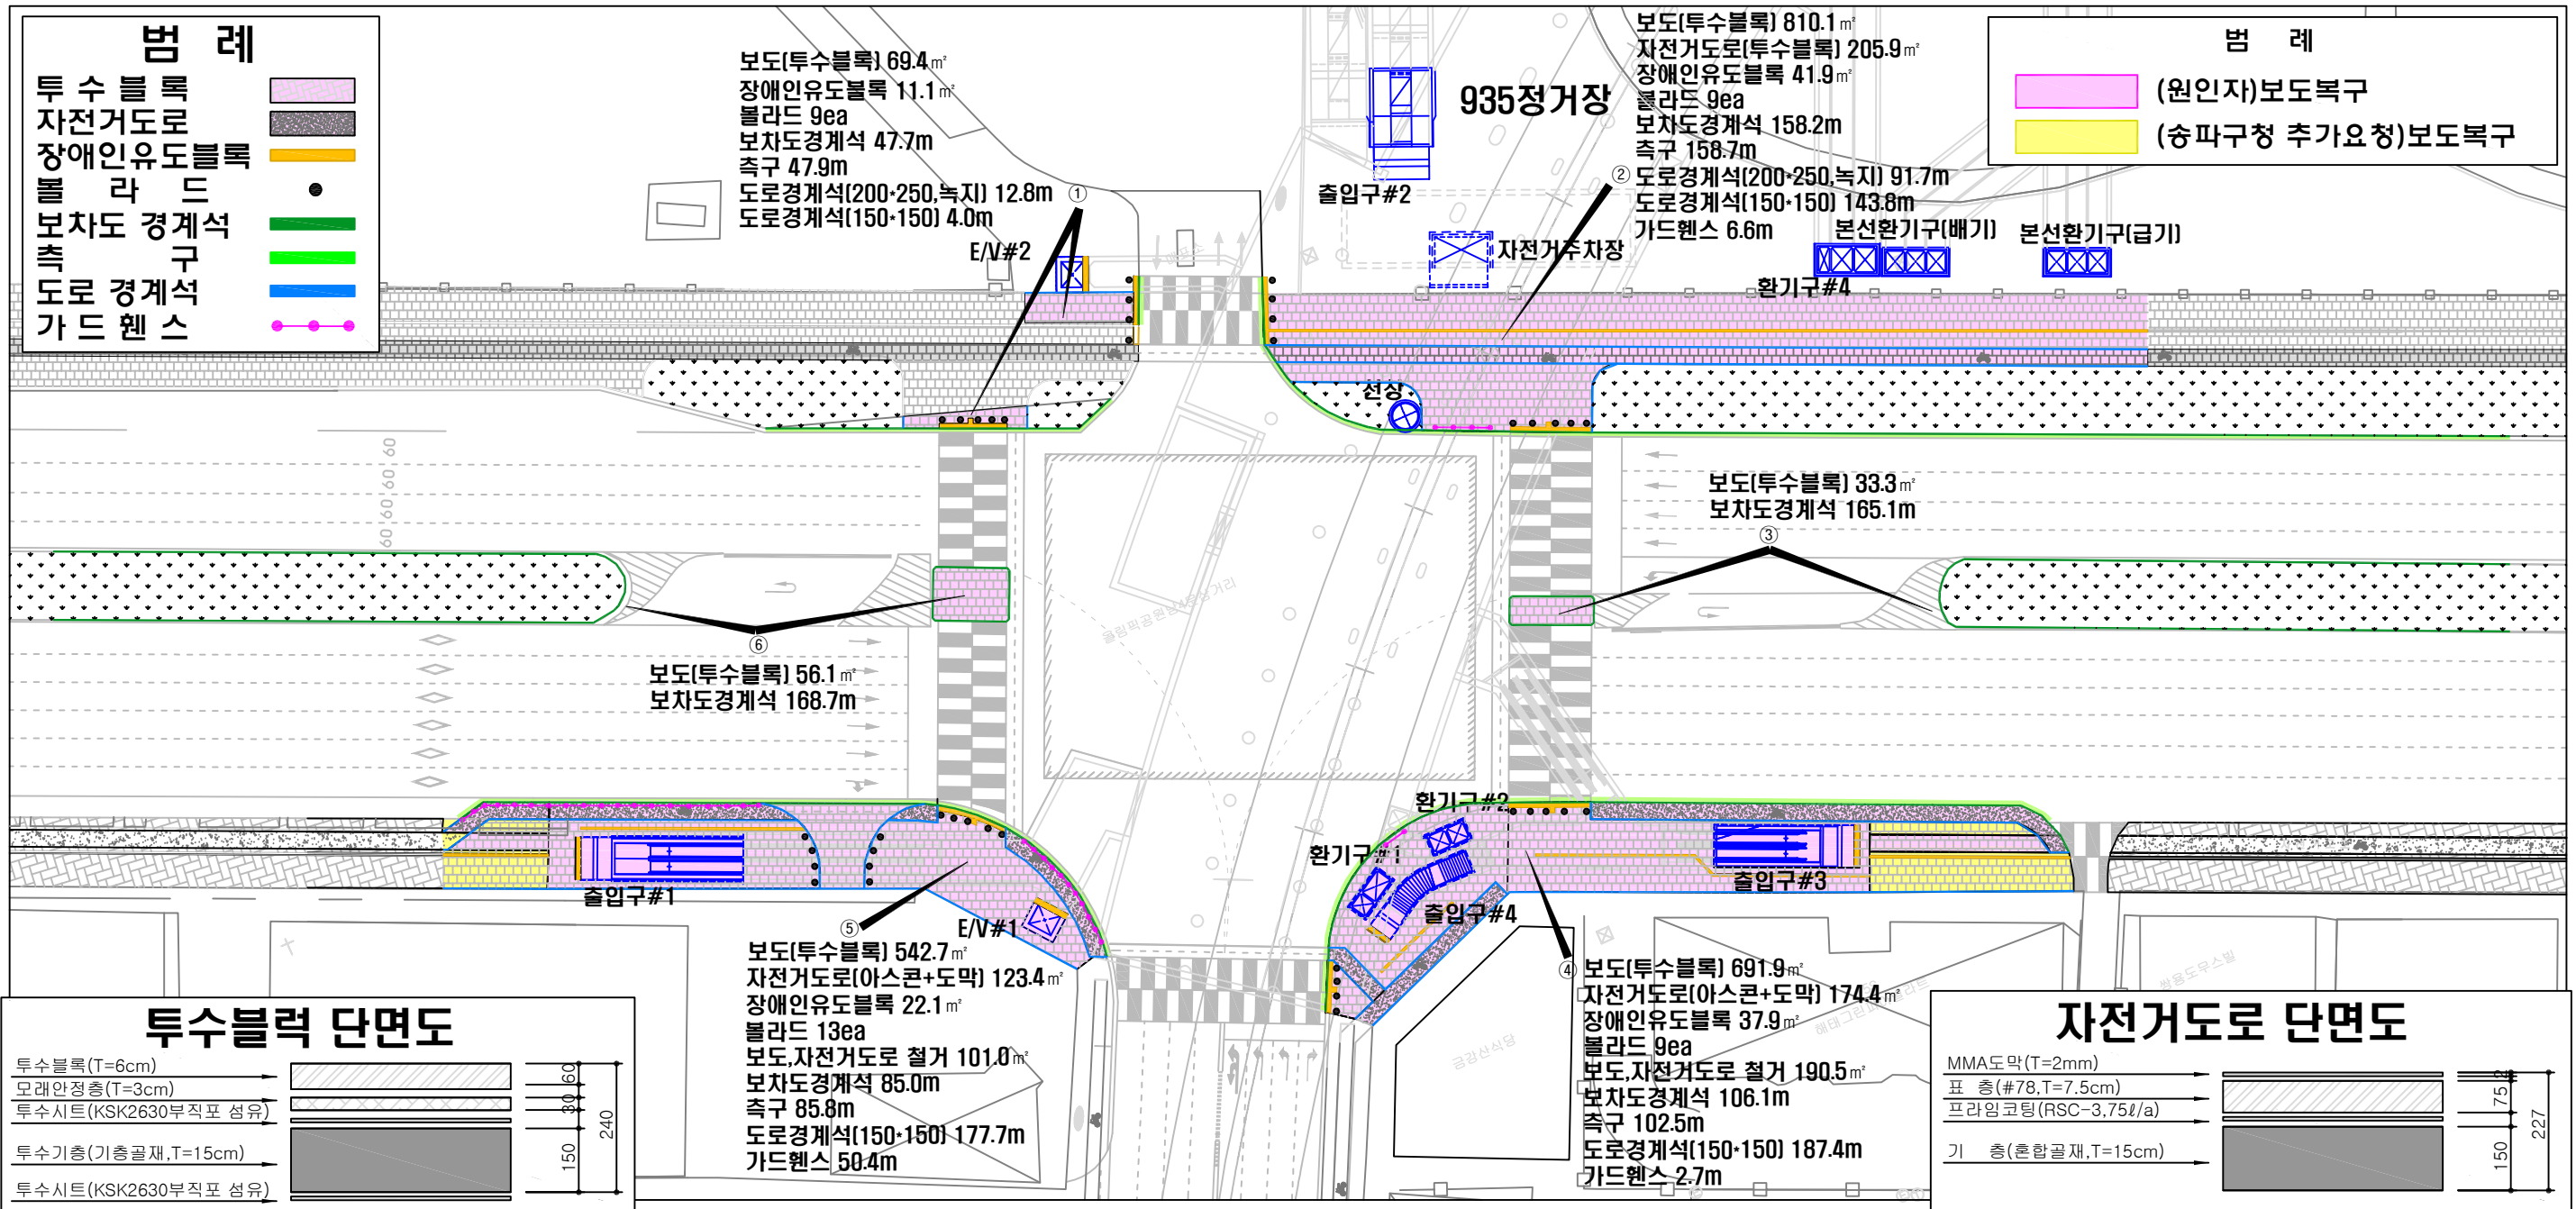 범 례
투 수 블 록
자전거도로
장애인유도블록
볼 라 드
보차도 경계석
측 구
도로 경계석
가 드 휀 스
보도(투수블록) 69.4㎡
장애인유도블록 11.1㎡
볼라드 9ea
보차도경계석 47.7m
측구 47.9m
도로경계석(200*250,녹지) 12.8m
도로경계석(150*150) 4.0m
①
E/V#2
935정거장
출입구#2
자전거주차장
보도(투수블록) 810.1㎡
자전거도로(투수블록) 205.9㎡
장애인유도블록 41.9㎡
볼라드 9ea
보차도경계석 158.2m
측구 158.7m
② 도로경계석(200*250,녹지) 91.7m
도로경계석(150*150) 143.8m
가드휀스 6.6m
본선환기구(배기)
본선환기구(급기)
환기구#4
범 례
(원인자)보도복구
(송파구청 추가요청)보도복구
선상
60 60 60 60
보도(투수블록) 33.3㎡
보차도경계석 165.1m
③
⑥
보도(투수블록) 56.1㎡
보차도경계석 168.7m
환기구#2
환기구#1
출입구#1
출입구#3
출입구#4
E/V#1
⑤
보도(투수블록) 542.7㎡
자전거도로(아스콘+도막) 123.4㎡
장애인유도블록 22.1㎡
볼라드 13ea
보도,자전거도로 철거 101.0㎡
보차도경계석 85.0m
측구 85.8m
도로경계석(150*150) 177.7m
가드휀스 50.4m
④
보도(투수블록) 691.9㎡
자전거도로(아스콘+도막) 174.4㎡
장애인유도블록 37.9㎡
볼라드 9ea
보도,자전거도로 철거 190.5㎡
보차도경계석 106.1m
측구 102.5m
도로경계석(150*150) 187.4m
가드휀스 2.7m
금강산식당
투수블럭 단면도
투수블록(T=6cm)
모래안정층(T=3cm)
투수시트(KSK2630부직포 섬유)
투수기층(기층골재,T=15cm)
투수시트(KSK2630부직포 섬유)
60
30
150
240
자전거도로 단면도
MMA도막(T=2mm)
표 층(#78,T=7.5cm)
프라임코팅(RSC-3,75ℓ/a)
기 층(혼합골재,T=15cm)
2
75
150
227